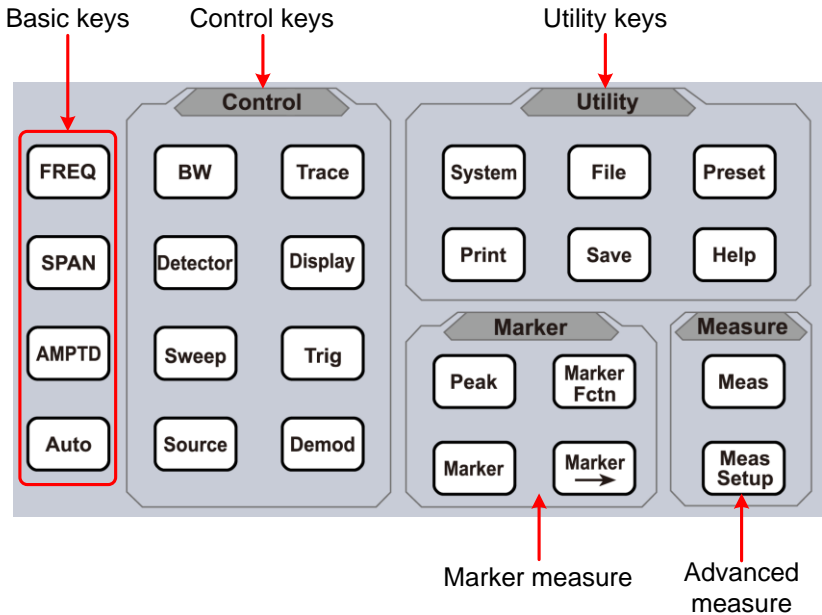 Basic keys
Control keys
Utility keys
Control
Utility
FREQ
BW
Trace
System
File
Preset
SPAN
Detector
Display
Print
Save
Help
Marker
Measure
AMPTD
Sweep
Trig
Peak
Marker
Fctn
Meas
Auto
Source
Demod
Marker
Marker
→
Meas
Setup
Marker measure
Advanced
measure